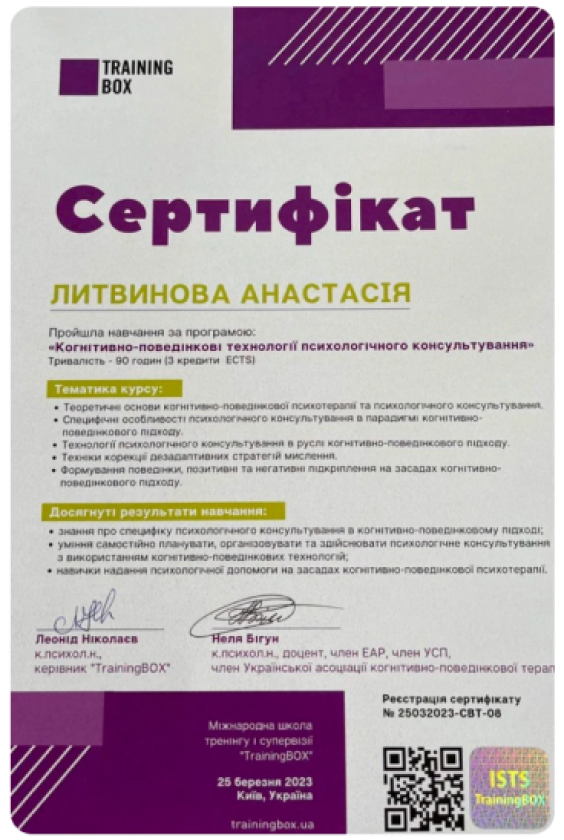 TRAINING
BOX
Сертифікат
ЛИТВИНОВА АНАСТАСІЯ
Пройшла навчання за програмою:
«Когнітивно-поведінкові технології психологічного консультування»
Тривалість - 90 годин (3 кредити ECTS)
Тематика курсу:
• Теоретичні основи когнітивно-поведінкової психотерапії та психологічного консультування.
• Специфічні особливості психологічного консультування в парадигмі когнітивно-
поведінкового підходу.
• Технології психологічного консультування в руслі когнітивно-поведінкового підходу.
• Техніки корекції дезадаптивних стратегій мислення.
• Формування поведінки, позитивні та негативні підкріплення на засадах когнітивно-
поведінкового підходу.
Досягнуті результати навчання:
• знання про специфіку психологічного консультування в когнітивно-поведінковому підході;
• уміння самостійно планувати, організовувати та здійснювати психологічне консультування
з використанням когнітивно-поведінкових технологій;
• навички надання психологічної допомоги на засадах когнітивно-поведінкової психотерапії.
Леонід Ніколаєв
к.психол.н.,
керівник "TrainingBOX"
Неля Бігун
к.психол.н., доцент, член ЕАР, член УСП,
член Української асоціації когнітивно-поведінкової терап
Реєстрація сертифікату
№ 25032023-CBT-08
Міжнародна школа
тренінгу і супервізії
"TrainingBOX"
25 березня 2023
Київ, Україна
trainingbox.ua
ISTS
TrainingBOX